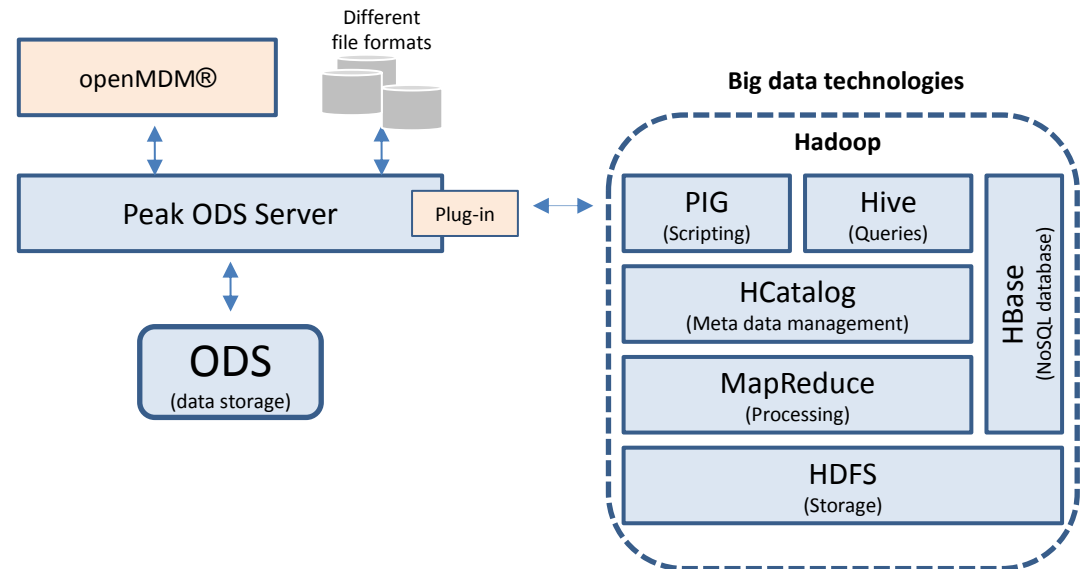 Different
file formats
openMDM®
Big data technologies
Hadoop
Peak ODS Server
Plug-in
PIG
(Scripting)
Hive
(Queries)
HBase
(NoSQL database)
HCatalog
(Meta data management)
ODS
(data storage)
MapReduce
(Processing)
HDFS
(Storage)